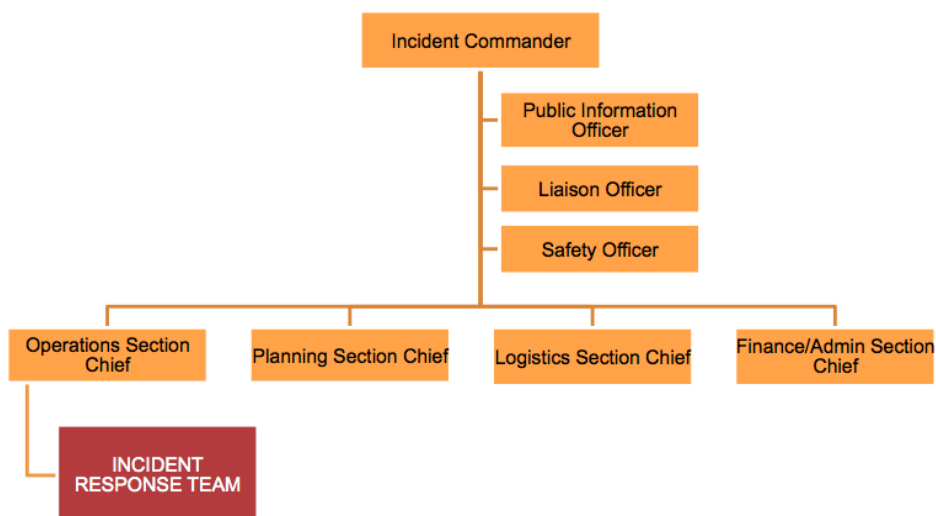 Incident Commander
Public Information
Officer
Liaison Officer
Safety Officer
Operations Section
Chief
Planning Section Chief
Logistics Section Chief
Finance/Admin Section
Chief
INCIDENT
RESPONSE TEAM